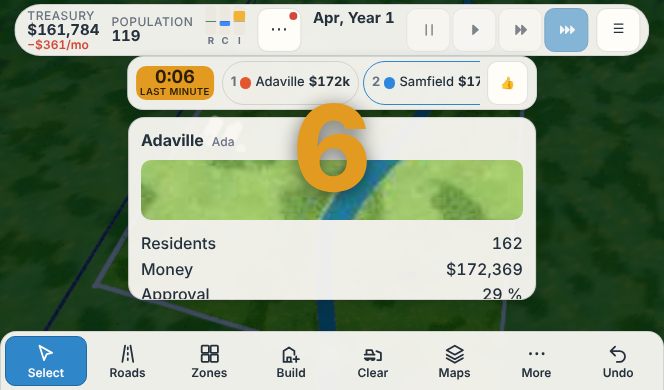 TREASURY
$161,784
−$361/mo
POPULATION
119
R C I
Apr, Year 1
0:06
LAST MINUTE
1 Adaville $172k
2 Samfield $17
6
Adaville Ada
Residents 162
Money $172,369
Approval 29 %
Select
Roads
Zones
Build
Clear
Maps
More
Undo